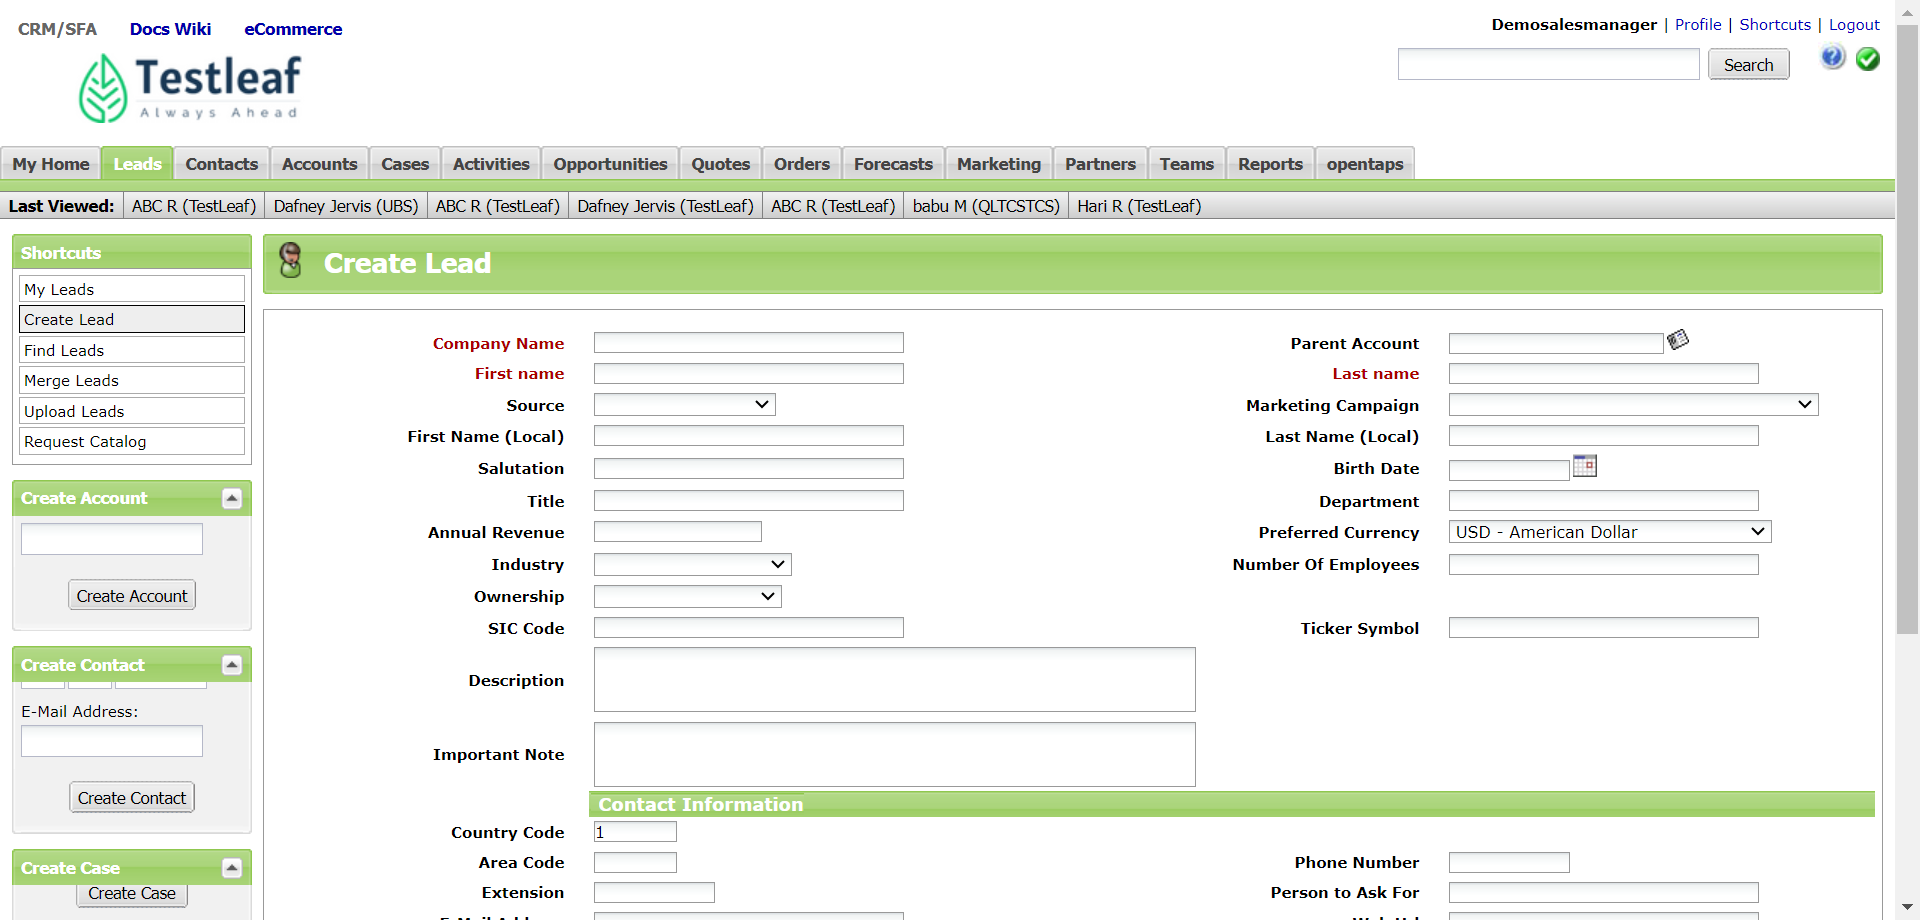 CRM/SFA Docs Wiki eCommerce
Demosalesmanager | Profile | Shortcuts | Logout
Testleaf
Always Ahead
Search
My Home Leads Contacts Accounts Cases Activities Opportunities Quotes Orders Forecasts Marketing Partners Teams Reports opentaps
Last Viewed: ABC R (TestLeaf) Dafney Jervis (UBS) ABC R (TestLeaf) Dafney Jervis (TestLeaf) ABC R (TestLeaf) babu M (QLTCSTCS) Hari R (TestLeaf)
Shortcuts
My Leads
Create Lead
Find Leads
Merge Leads
Upload Leads
Request Catalog
Create Account
Create Account
Create Contact
E-Mail Address:
Create Contact
Create Case
Create Case
Create Lead
Company Name Parent Account
First name Last name
Source Marketing Campaign
First Name (Local) Last Name (Local)
Salutation Birth Date
Title Department
Annual Revenue Preferred Currency USD - American Dollar
Industry Number Of Employees
Ownership
SIC Code Ticker Symbol
Description
Important Note
Contact Information
Country Code 1
Area Code Phone Number
Extension Person to Ask For